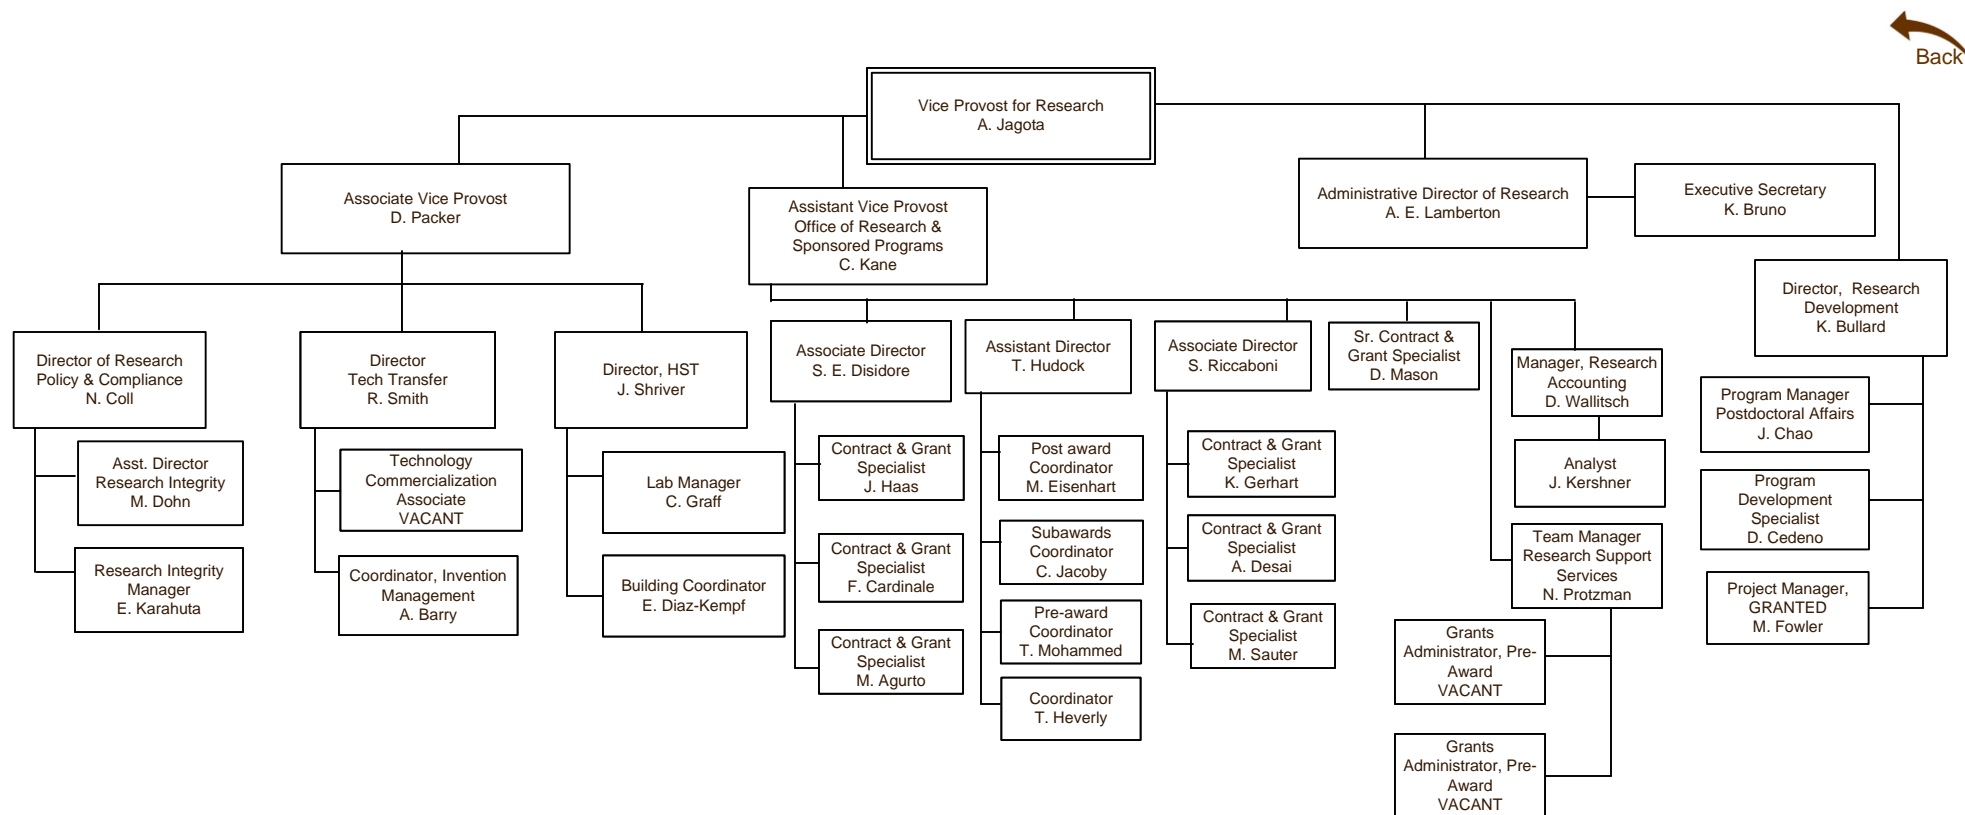 Back
Vice Provost for Research
A. Jagota
Associate Vice Provost
D. Packer
Assistant Vice Provost
Office of Research &
Sponsored Programs
C. Kane
Administrative Director of Research
A. E. Lamberton
Executive Secretary
K. Bruno
Director, Research
Development
K. Bullard
Director of Research
Policy & Compliance
N. Coll
Director
Tech Transfer
R. Smith
Director, HST
J. Shriver
Associate Director
S. E. Disidore
Assistant Director
T. Hudock
Associate Director
S. Riccaboni
Sr. Contract &
Grant Specialist
D. Mason
Manager, Research
Accounting
D. Wallitsch
Program Manager
Postdoctoral Affairs
J. Chao
Asst. Director
Research Integrity
M. Dohn
Technology
Commercialization
Associate
VACANT
Lab Manager
C. Graff
Contract & Grant
Specialist
J. Haas
Post award
Coordinator
M. Eisenhart
Contract & Grant
Specialist
K. Gerhart
Analyst
J. Kershner
Program
Development
Specialist
D. Cedeno
Research Integrity
Manager
E. Karahuta
Coordinator, Invention
Management
A. Barry
Building Coordinator
E. Diaz-Kempf
Contract & Grant
Specialist
F. Cardinale
Subawards
Coordinator
C. Jacoby
Contract & Grant
Specialist
A. Desai
Team Manager
Research Support
Services
N. Protzman
Project Manager,
GRANTED
M. Fowler
Contract & Grant
Specialist
M. Agurto
Pre-award
Coordinator
T. Mohammed
Contract & Grant
Specialist
M. Sauter
Grants
Administrator, Pre-
Award
VACANT
Coordinator
T. Heverly
Grants
Administrator, Pre-
Award
VACANT